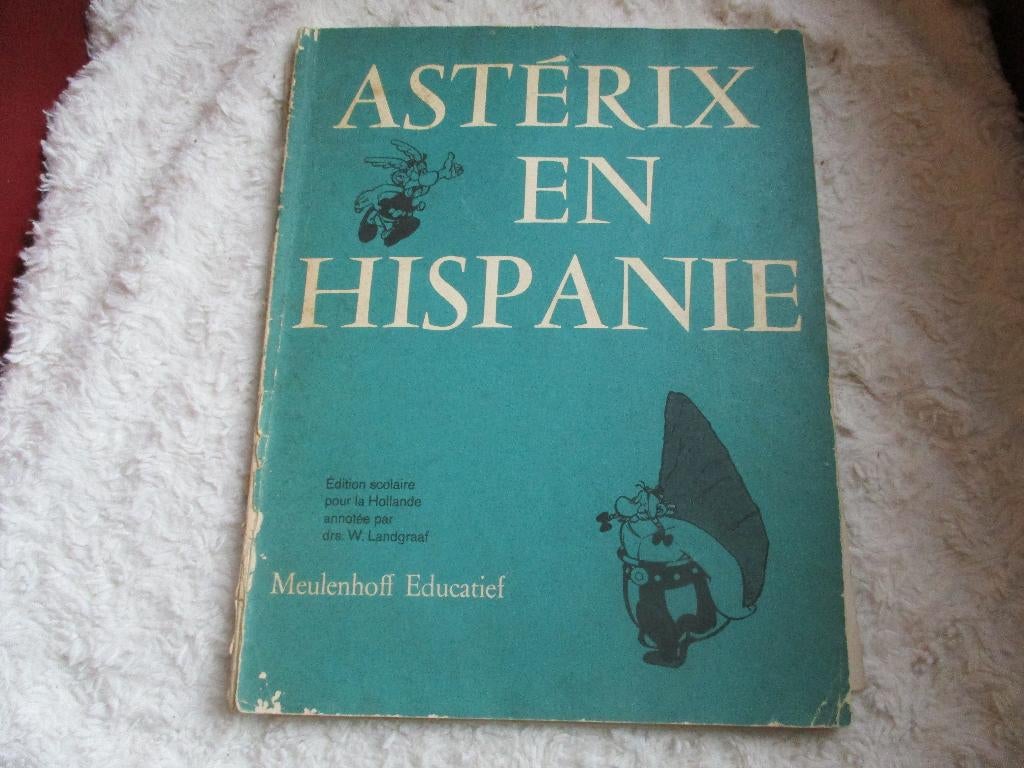 ASTÉRIX
EN
HISPANIE
Édition scolaire
pour la Hollande
annotée par
drs. W. Landgraaf
Meulenhoff Educatief